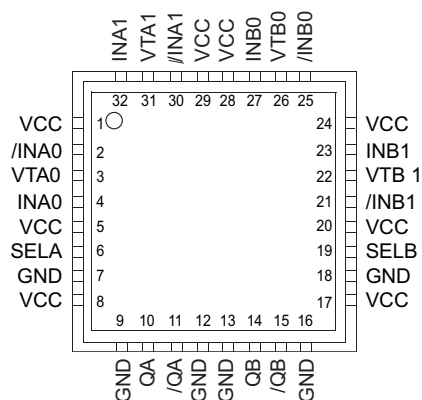 INA1 VTA1 /INA1 VCC VCC INB0 VTB0 /INB0
32 31 30 29 28 27 26 25
VCC 1 24 VCC
/INA0 2 23 INB1
VTA0 3 22 VTB 1
INA0 4 21 /INB1
VCC 5 20 VCC
SELA 6 19 SELB
GND 7 18 GND
VCC 8 17 VCC
9 10 11 12 13 14 15 16
GND QA /QA GND GND QB /QB GND